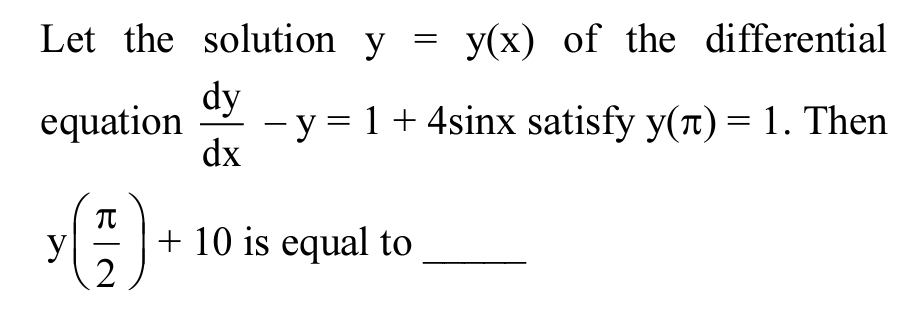 Let the solution y = y(x) of the differential
equation dy/dx – y = 1 + 4sinx satisfy y(π) = 1. Then
y(π/2) + 10 is equal to _____